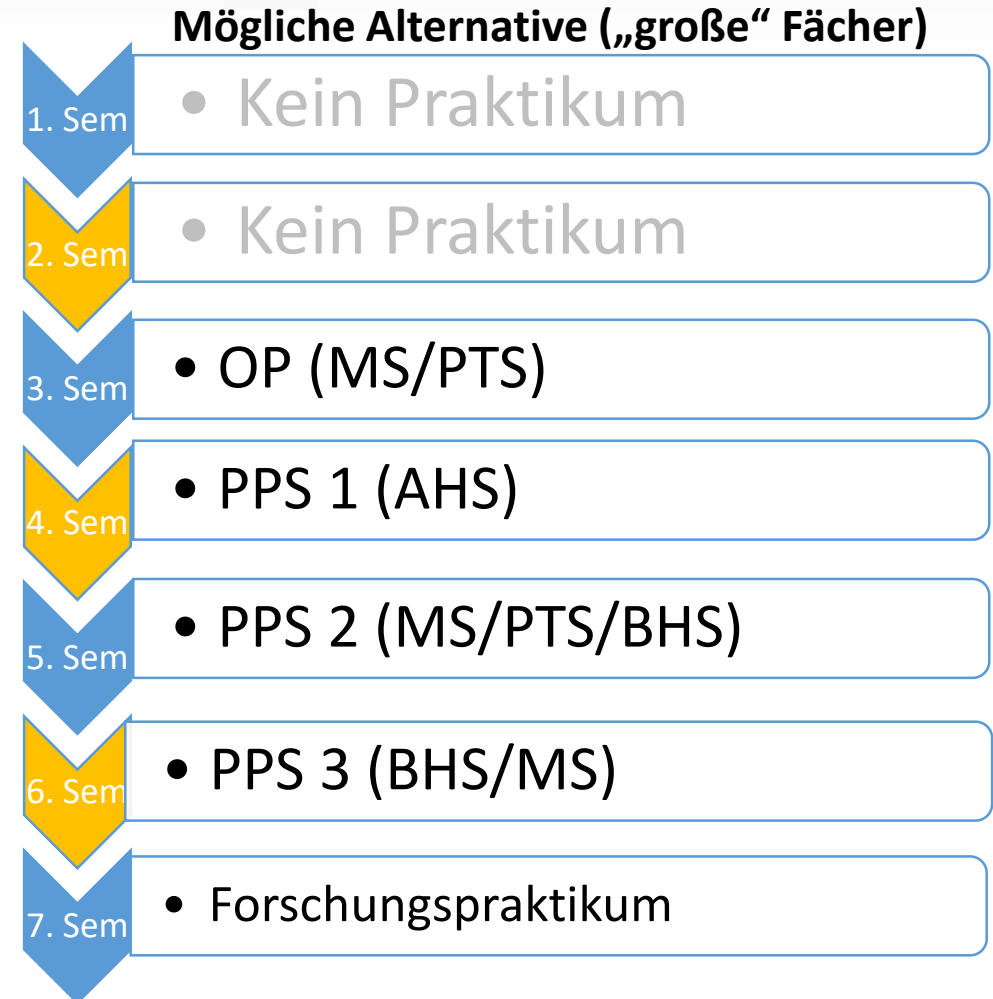 Mögliche Alternative („große“ Fächer)
1. Sem
• Kein Praktikum
2. Sem
• Kein Praktikum
3. Sem
• OP (MS/PTS)
4. Sem
• PPS 1 (AHS)
5. Sem
• PPS 2 (MS/PTS/BHS)
6. Sem
• PPS 3 (BHS/MS)
7. Sem
• Forschungspraktikum